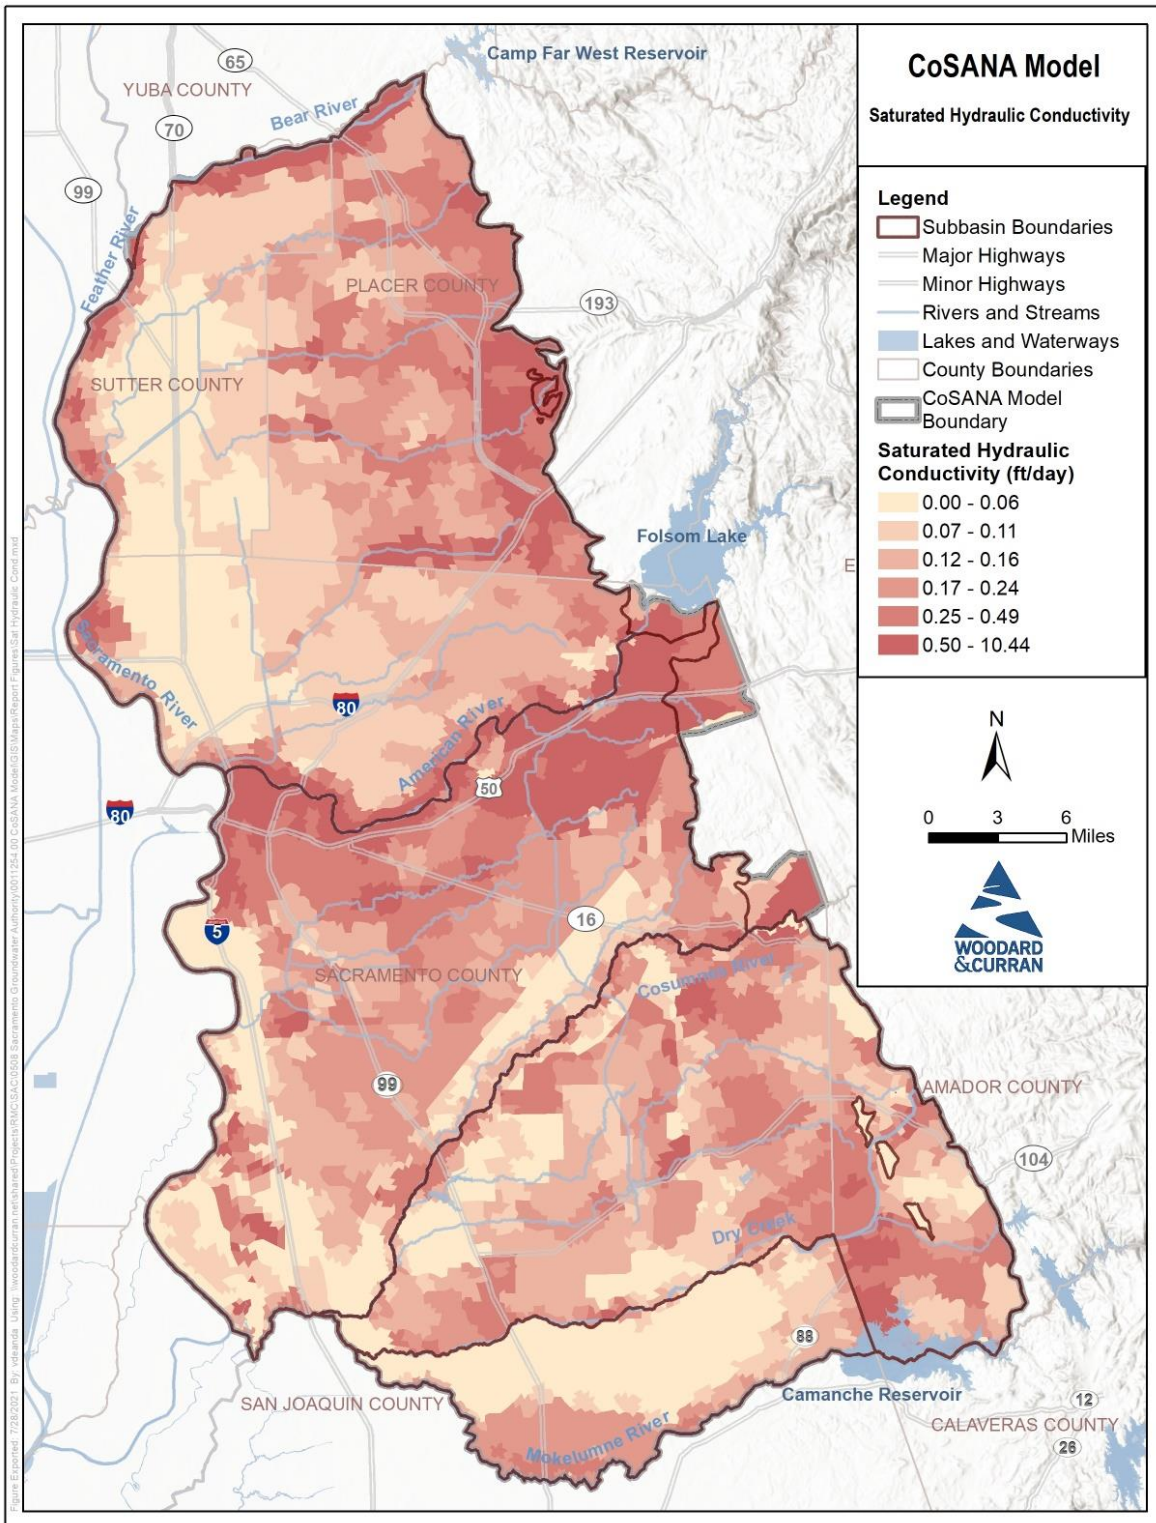 CoSANA Model
Saturated Hydraulic Conductivity
Legend
Subbasin Boundaries
Major Highways
Minor Highways
Rivers and Streams
Lakes and Waterways
County Boundaries
CoSANA Model
Boundary
Saturated Hydraulic
Conductivity (ft/day)
0.00 - 0.06
0.07 - 0.11
0.12 - 0.16
0.17 - 0.24
0.25 - 0.49
0.50 - 10.44
N
0 3 6
Miles
WOODARD
&CURRAN
Camp Far West Reservoir
65
YUBA COUNTY
Bear River
70
99
Feather River
PLACER COUNTY
193
SUTTER COUNTY
Folsom Lake
E
Sacramento River
80
American River
50
80
16
5
SACRAMENTO COUNTY
Cosumnes River
99
AMADOR COUNTY
104
Dry Creek
88
SAN JOAQUIN COUNTY
Camanche Reservoir
12
CALAVERAS COUNTY
26
Mokelumne River